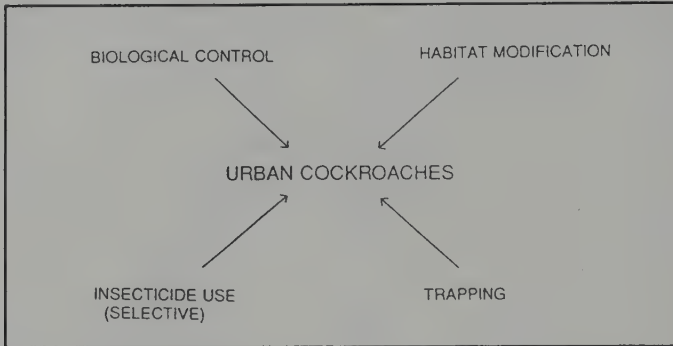 BIOLOGICAL CONTROL
HABITAT MODIFICATION
URBAN COCKROACHES
INSECTICIDE USE
(SELECTIVE)
TRAPPING